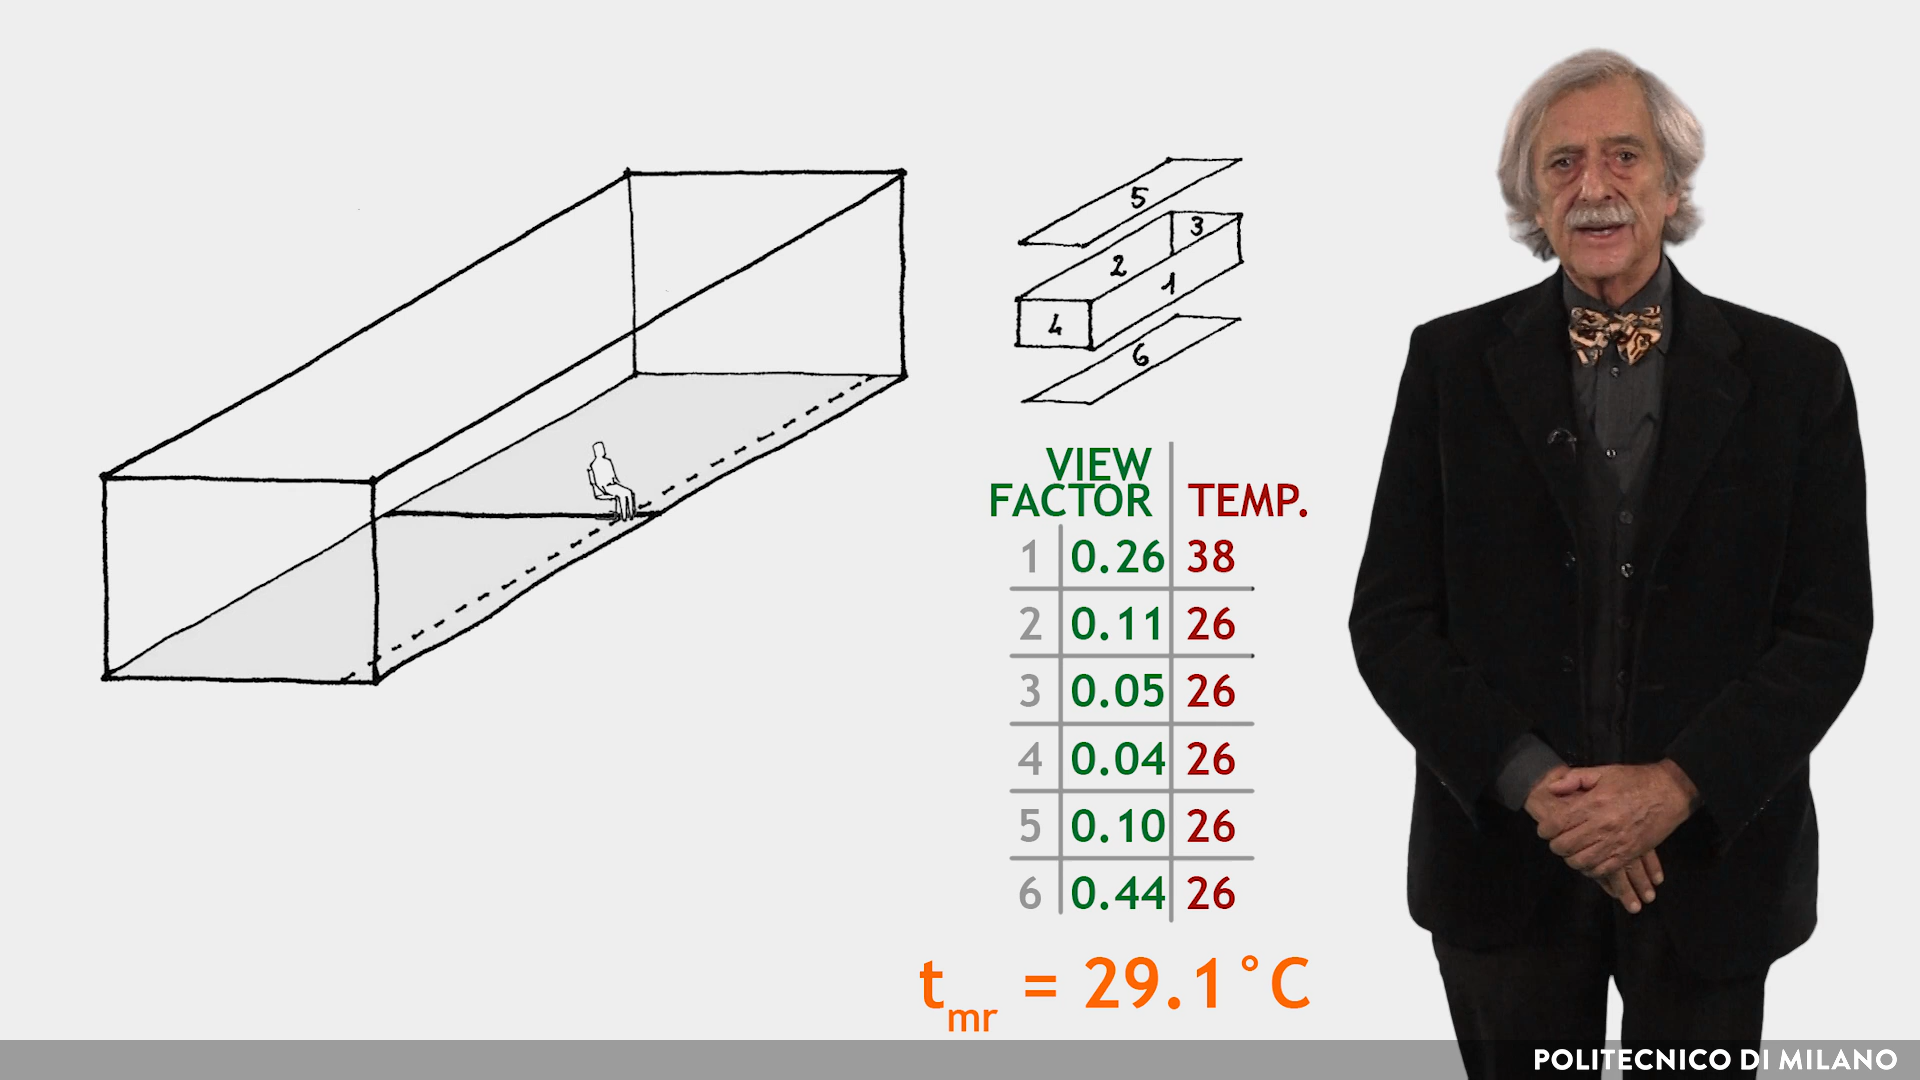 5
3
2
1
4
6
VIEW
FACTOR TEMP.
1 0.26 38
2 0.11 26
3 0.05 26
4 0.04 26
5 0.10 26
6 0.44 26
tmr = 29.1°C
POLITECNICO DI MILANO